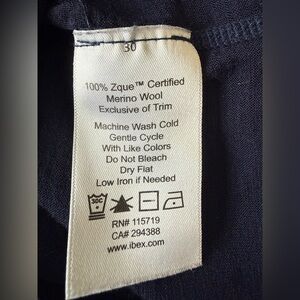 30
100% Zque™ Certified
Merino Wool
Exclusive of Trim
Machine Wash Cold
Gentle Cycle
With Like Colors
Do Not Bleach
Dry Flat
Low Iron if Needed
30C
RN# 115719
CA# 294388
www.ibex.com